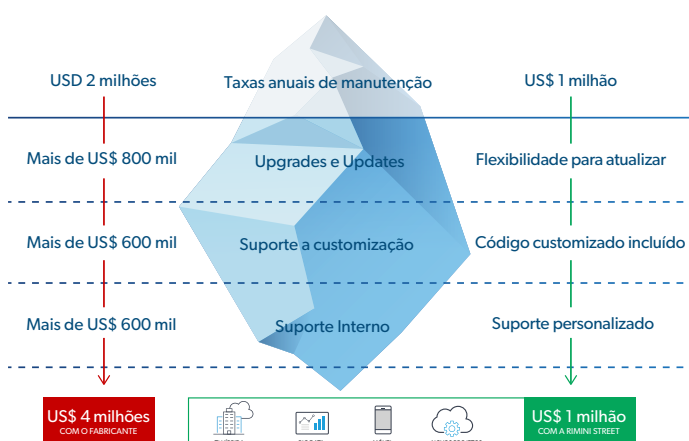 USD 2 milhões Taxas anuais de manutenção US$ 1 milhão
Mais de US$ 800 mil Upgrades e Updates Flexibilidade para atualizar
Mais de US$ 600 mil Suporte a customização Código customizado incluído
Mais de US$ 600 mil Suporte Interno Suporte personalizado
US$ 4 milhões US$ 1 milhão
COM O FABRICANTE COM A RIMINI STREET